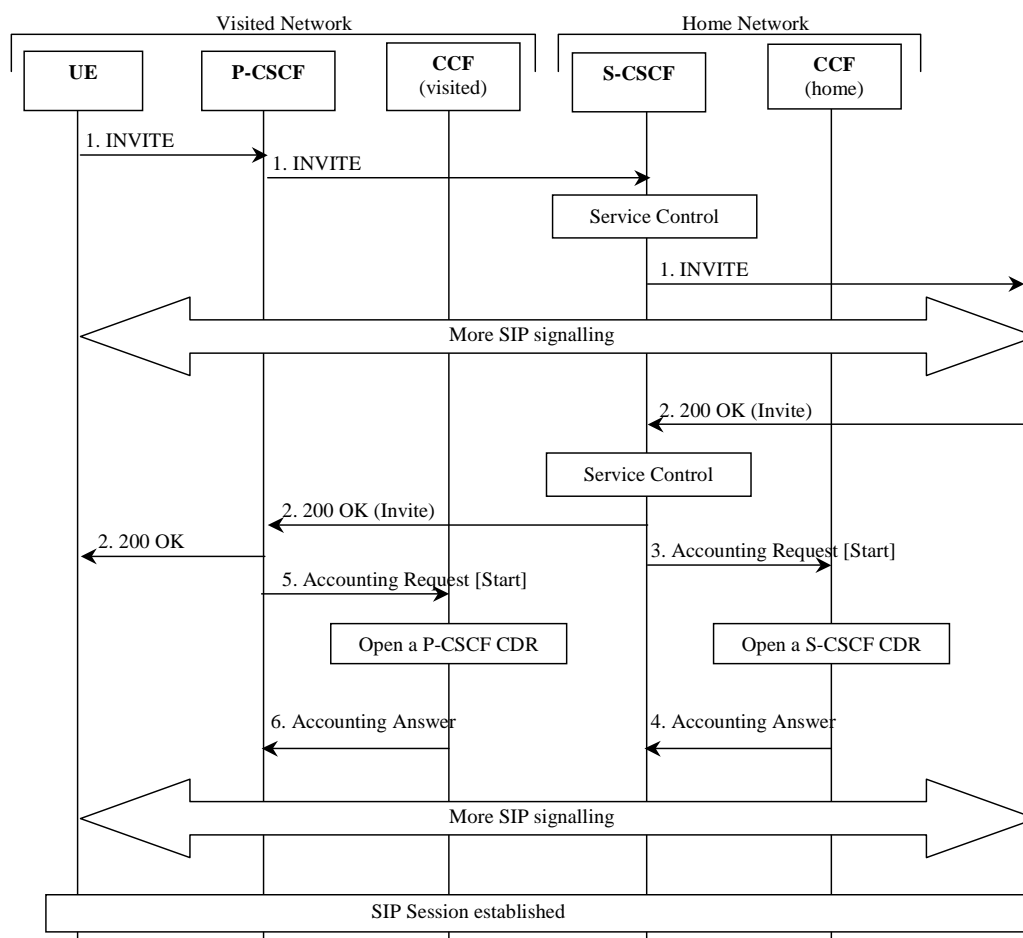 Visited Network
Home Network
UE
P-CSCF
CCF
(visited)
S-CSCF
CCF
(home)
1. INVITE
1. INVITE
Service Control
1. INVITE
More SIP signalling
2. 200 OK (Invite)
Service Control
2. 200 OK (Invite)
2. 200 OK
3. Accounting Request [Start]
5. Accounting Request [Start]
Open a P-CSCF CDR
Open a S-CSCF CDR
6. Accounting Answer
4. Accounting Answer
More SIP signalling
SIP Session established